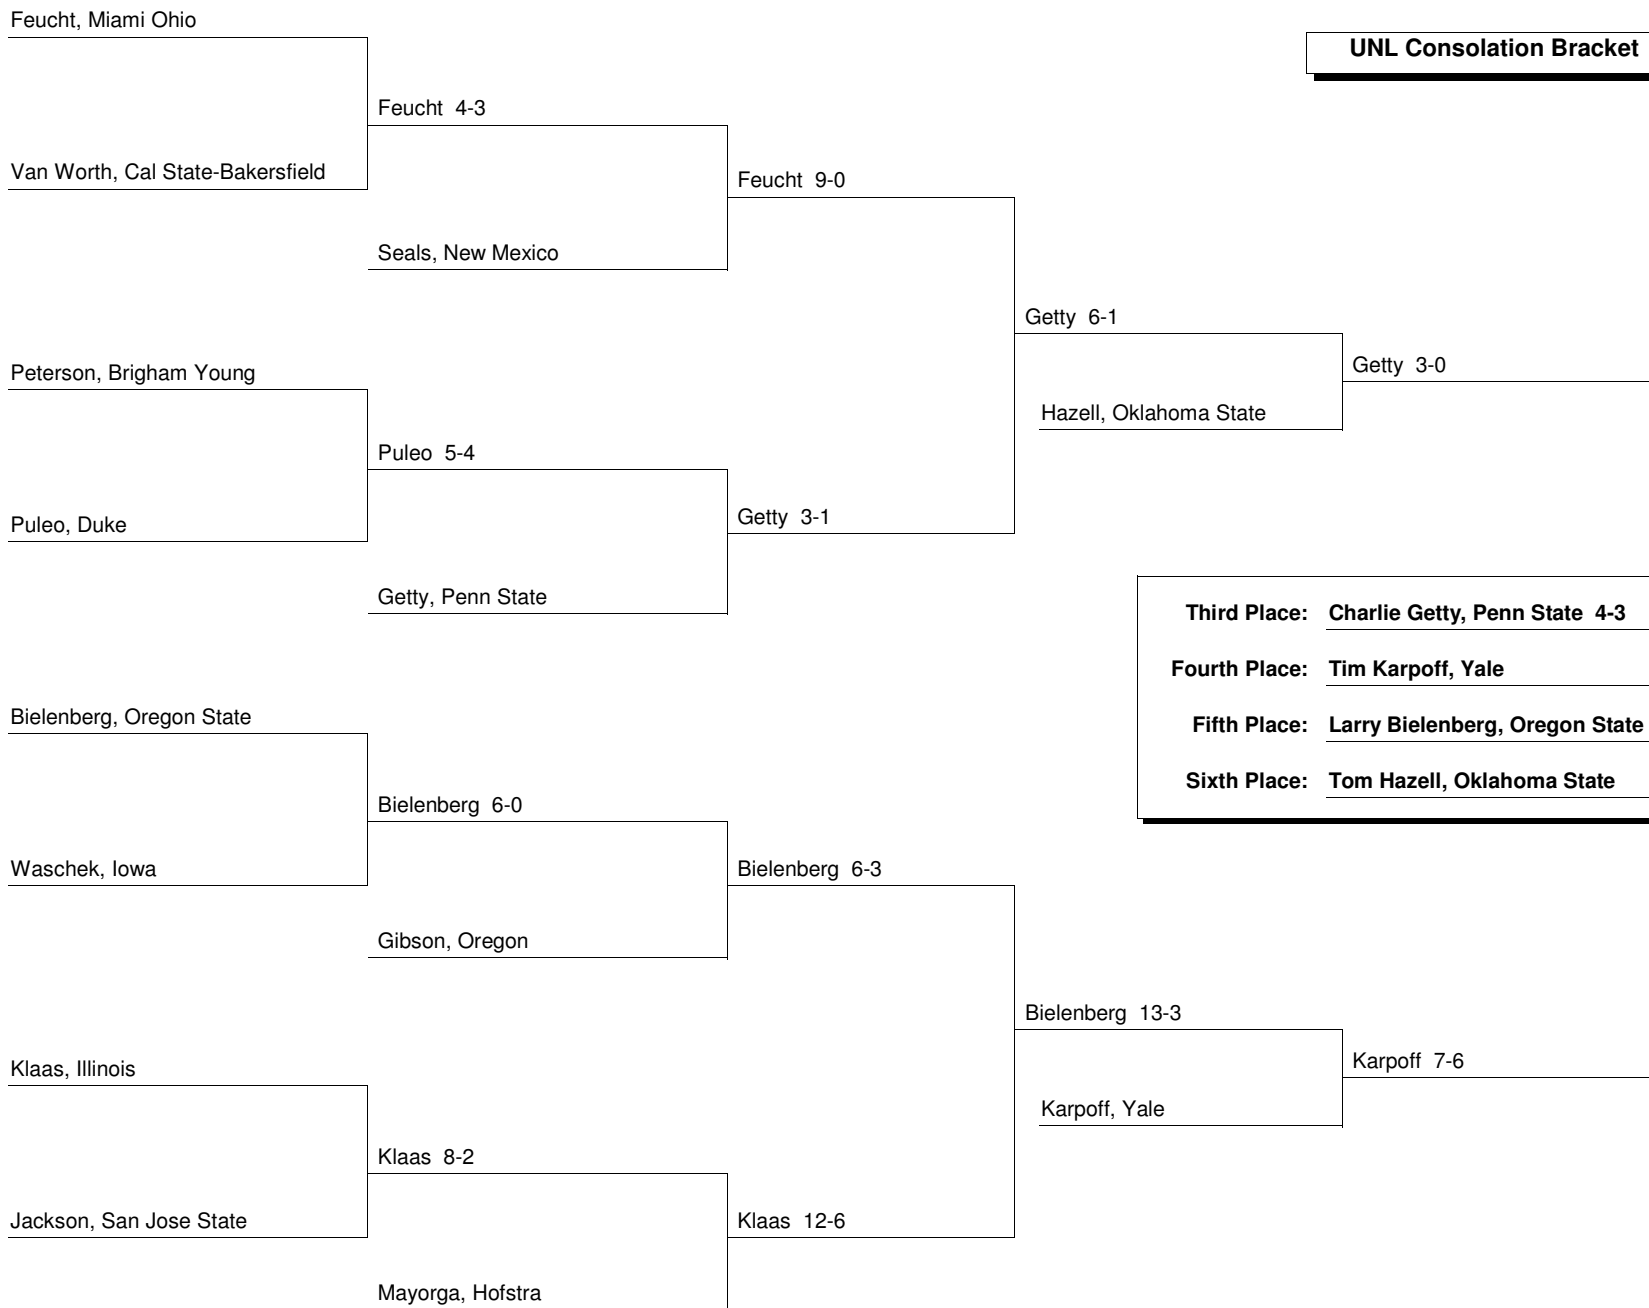 Feucht, Miami Ohio
UNL Consolation Bracket
Feucht 4-3
Van Worth, Cal State-Bakersfield
Feucht 9-0
Seals, New Mexico
Getty 6-1
Peterson, Brigham Young
Getty 3-0
Hazell, Oklahoma State
Puleo 5-4
Puleo, Duke
Getty 3-1
Getty, Penn State
Third Place: Charlie Getty, Penn State 4-3
Fourth Place: Tim Karpoff, Yale
Fifth Place: Larry Bielenberg, Oregon State
Sixth Place: Tom Hazell, Oklahoma State
Bielenberg, Oregon State
Bielenberg 6-0
Waschek, Iowa
Bielenberg 6-3
Gibson, Oregon
Bielenberg 13-3
Klaas, Illinois
Karpoff 7-6
Karpoff, Yale
Klaas 8-2
Jackson, San Jose State
Klaas 12-6
Mayorga, Hofstra